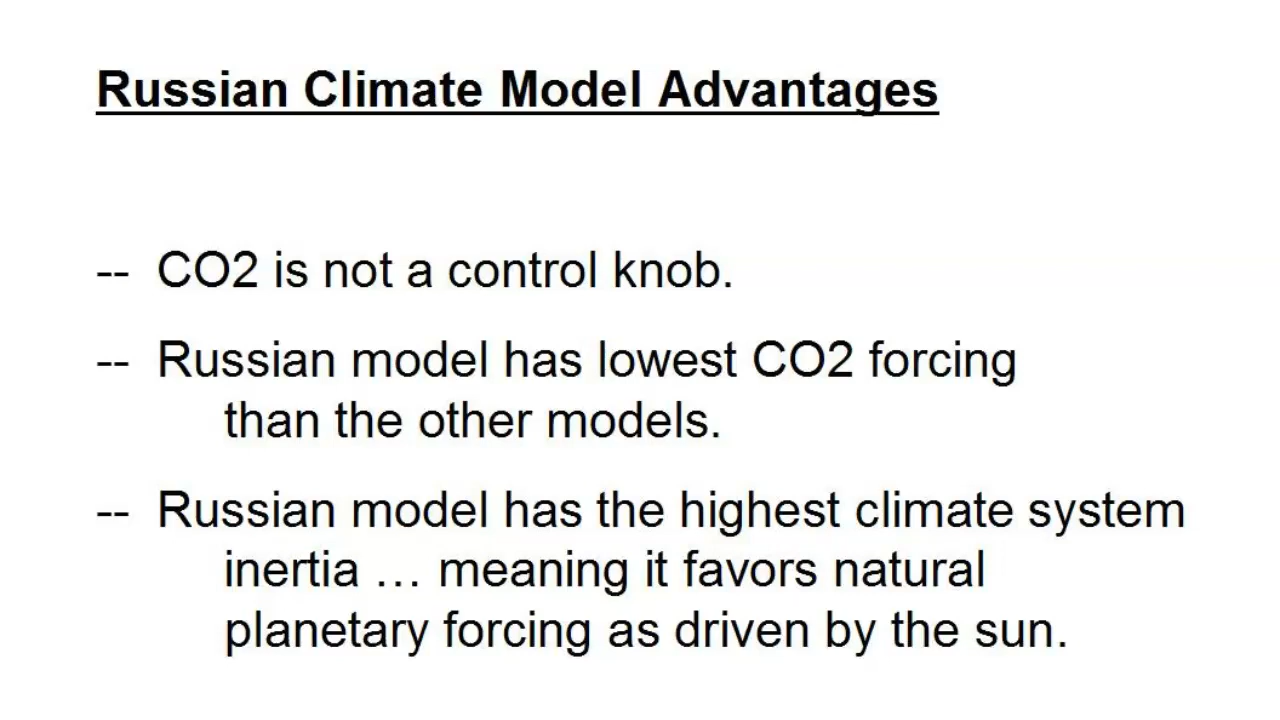 Russian Climate Model Advantages
-- CO2 is not a control knob.
-- Russian model has lowest CO2 forcing
than the other models.
-- Russian model has the highest climate system
inertia … meaning it favors natural
planetary forcing as driven by the sun.